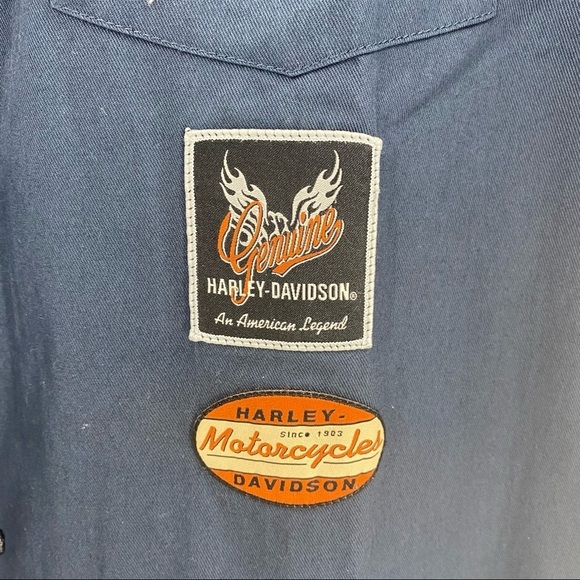 Genuine
HARLEY-DAVIDSON®
An American Legend
HARLEY-
Since 1903
Motorcycles
DAVIDSON